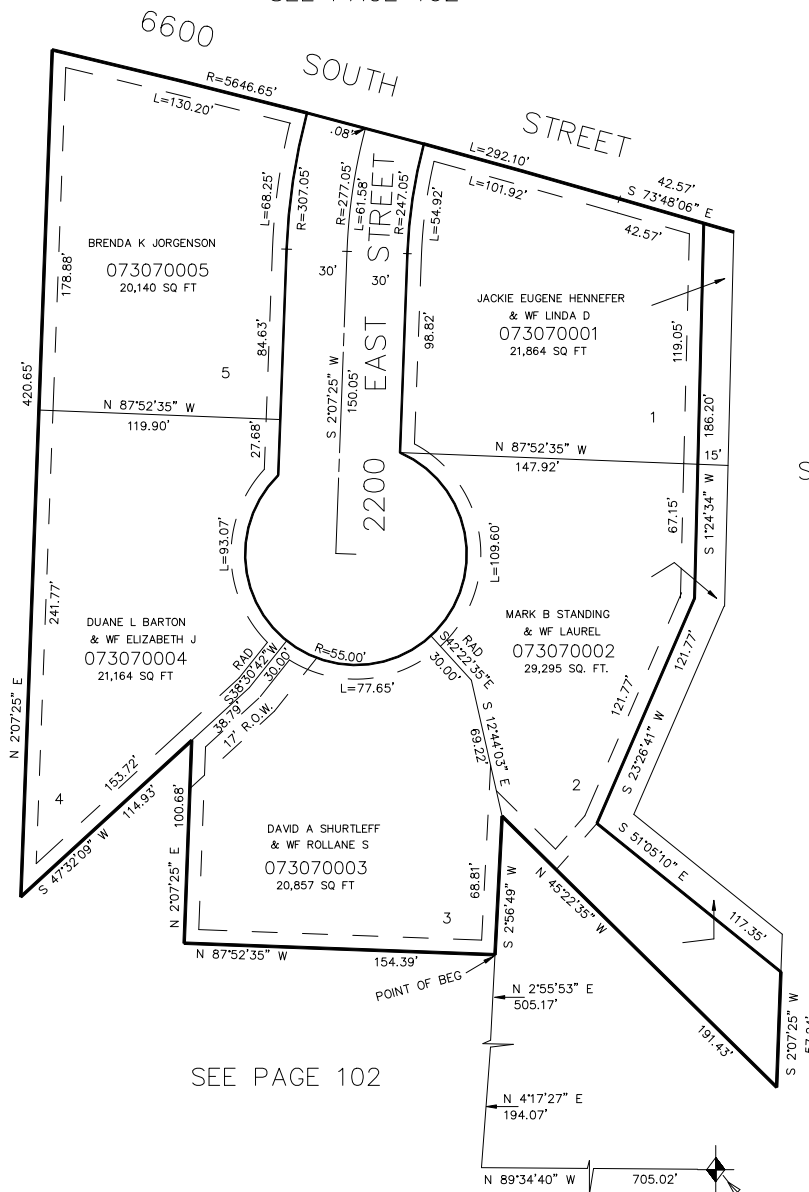 6600 SOUTH STREET
R=5646.65'
L=130.20'
.08'
L=292.10'
42.57'
S 73°48'06" E
L=101.92'
42.57'
L=68.25'
R=307.05'
R=277.05'
L=61.58'
R=247.05'
L=54.92'
BRENDA K JORGENSON
073070005
20,140 SQ FT
178.88'
30'
30'
JACKIE EUGENE HENNEFER
& WF LINDA D
073070001
21,864 SQ FT
98.82'
119.05'
84.63'
5
S 2°07'25" W
150.05'
2200 EAST STREET
1
186.20'
420.65'
N 87°52'35" W
119.90'
27.68'
N 87°52'35" W
147.92'
15'
S 1°24'34" W
67.15'
L=93.07'
L=109.60'
241.77'
DUANE L BARTON
& WF ELIZABETH J
073070004
21,164 SQ FT
MARK B STANDING
& WF LAUREL
073070002
29,295 SQ. FT.
RAD
S38°30'42"W
30.00'
R=55.00'
L=77.65'
RAD
S42°22'35"E
30.00'
121.77'
121.77'
S 23°26'41" W
38.79'
17' R.O.W.
S 12°44'03" E
69.22'
N 2°07'25" E
153.72'
114.93'
S 47°32'09" W
4
2
100.68'
N 2°07'25" E
DAVID A SHURTLEFF
& WF ROLLANE S
073070003
20,857 SQ FT
68.81'
S 2°56'49" W
3
N 45°22'35" W
191.43'
S 51°05'10" E
117.35'
S 2°07'25" W
N 87°52'35" W
154.39'
POINT OF BEG
N 2°55'53" E
505.17'
SEE PAGE 102
N 4°17'27" E
194.07'
N 89°34'40" W
705.02'